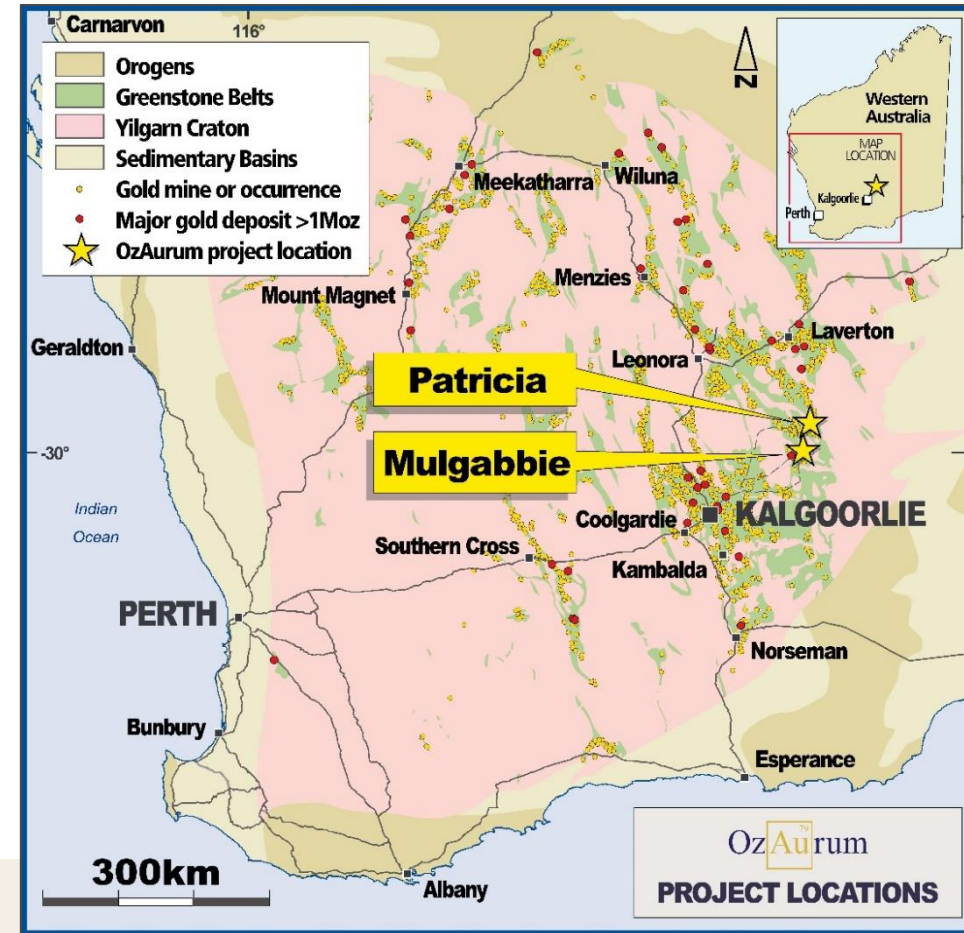 Carnarvon
116°
Orogens
Greenstone Belts
Yilgarn Craton
Sedimentary Basins
Gold mine or occurrence
Major gold deposit >1Moz
OzAurum project location
N
Western
Australia
MAP
LOCATION
Kalgoorlie
Perth
Meekatharra
Wiluna
Menzies
Mount Magnet
Laverton
Geraldton
Leonora
Patricia
-30°
Mulgabbie
Indian
Ocean
Coolgardie
KALGOORLIE
Southern Cross
Kambalda
PERTH
Norseman
Bunbury
Esperance
300km
Albany
79
OzAurum
PROJECT LOCATIONS